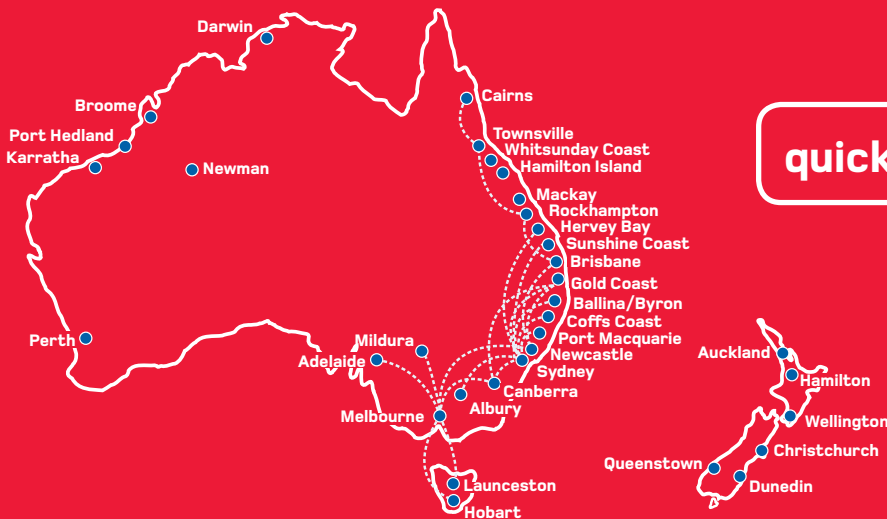 Darwin
Broome
Port Hedland
Karratha
Newman
Perth
Cairns
Townsville
Whitsunday Coast
Hamilton Island
Mackay
Rockhampton
Hervey Bay
Sunshine Coast
Brisbane
Gold Coast
Ballina/Byron
Coffs Coast
Port Macquarie
Newcastle
Sydney
Canberra
Albury
Mildura
Adelaide
Melbourne
Launceston
Hobart
quick
Auckland
Hamilton
Wellington
Christchurch
Queenstown
Dunedin